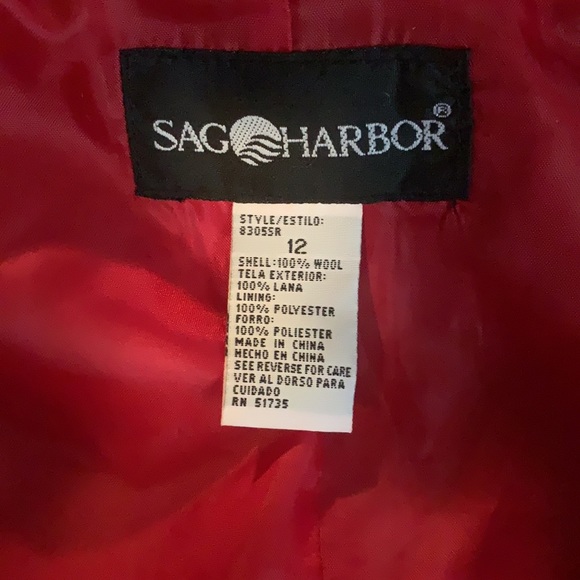 SAG HARBOR ®
STYLE/ESTILO:
8305SR
12
SHELL:100% WOOL
TELA EXTERIOR:
100% LANA
LINING:
100% POLYESTER
FORRO:
100% POLIESTER
MADE IN CHINA
HECHO EN CHINA
SEE REVERSE FOR CARE
VER AL DORSO PARA
CUIDADO
RN 51735